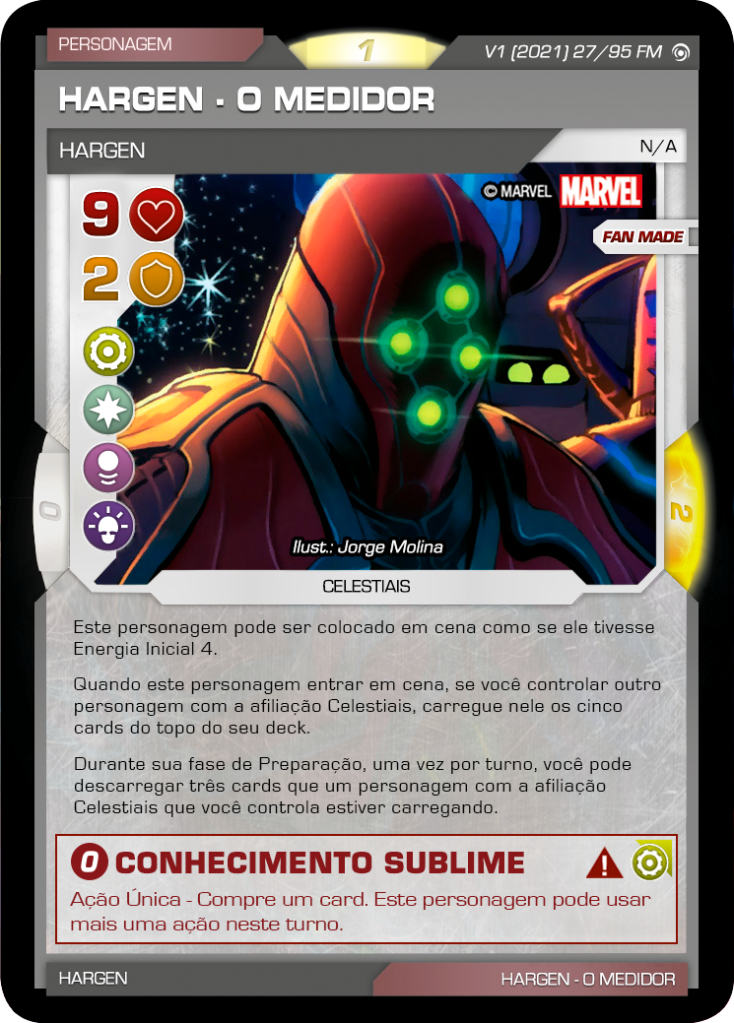 PERSONAGEM
1
V1 (2021) 27/95 FM
HARGEN - O MEDIDOR
HARGEN
N/A
© MARVEL MARVEL
9
FAN MADE
2
0
2
Ilust.: Jorge Molina
CELESTIAIS
Este personagem pode ser colocado em cena como se ele tivesse
Energia Inicial 4.
Quando este personagem entrar em cena, se você controlar outro
personagem com a afiliação Celestiais, carregue nele os cinco
cards do topo do seu deck.
Durante sua fase de Preparação, uma vez por turno, você pode
descarregar três cards que um personagem com a afiliação
Celestiais que você controla estiver carregando.
0 CONHECIMENTO SUBLIME
Ação Única - Compre um card. Este personagem pode usar
mais uma ação neste turno.
HARGEN
HARGEN - O MEDIDOR